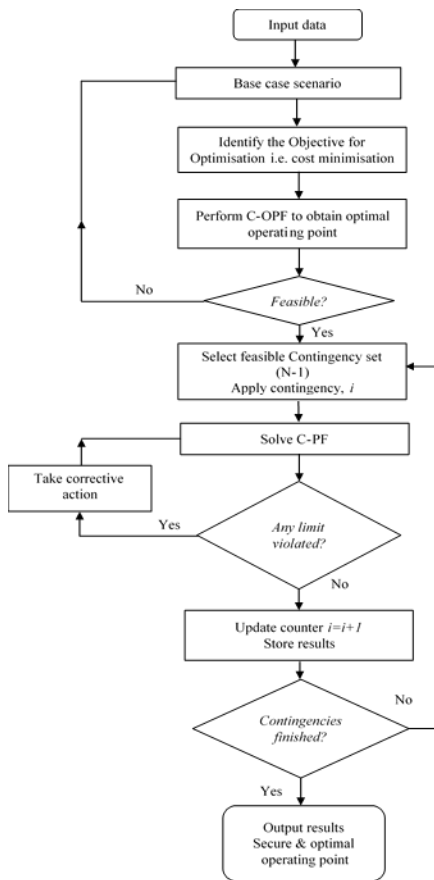 Input data
Base case scenario
Identify the Objective for
Optimisation i.e. cost minimisation
Perform C-OPF to obtain optimal
operating point
No
Feasible?
Yes
Select feasible Contingency set
(N-1)
Apply contingency, i
Solve C-PF
Take corrective
action
Yes
Any limit
violated?
No
Update counter i=i+1
Store results
No
Contingencies
finished?
Yes
Output results
Secure & optimal
operating point